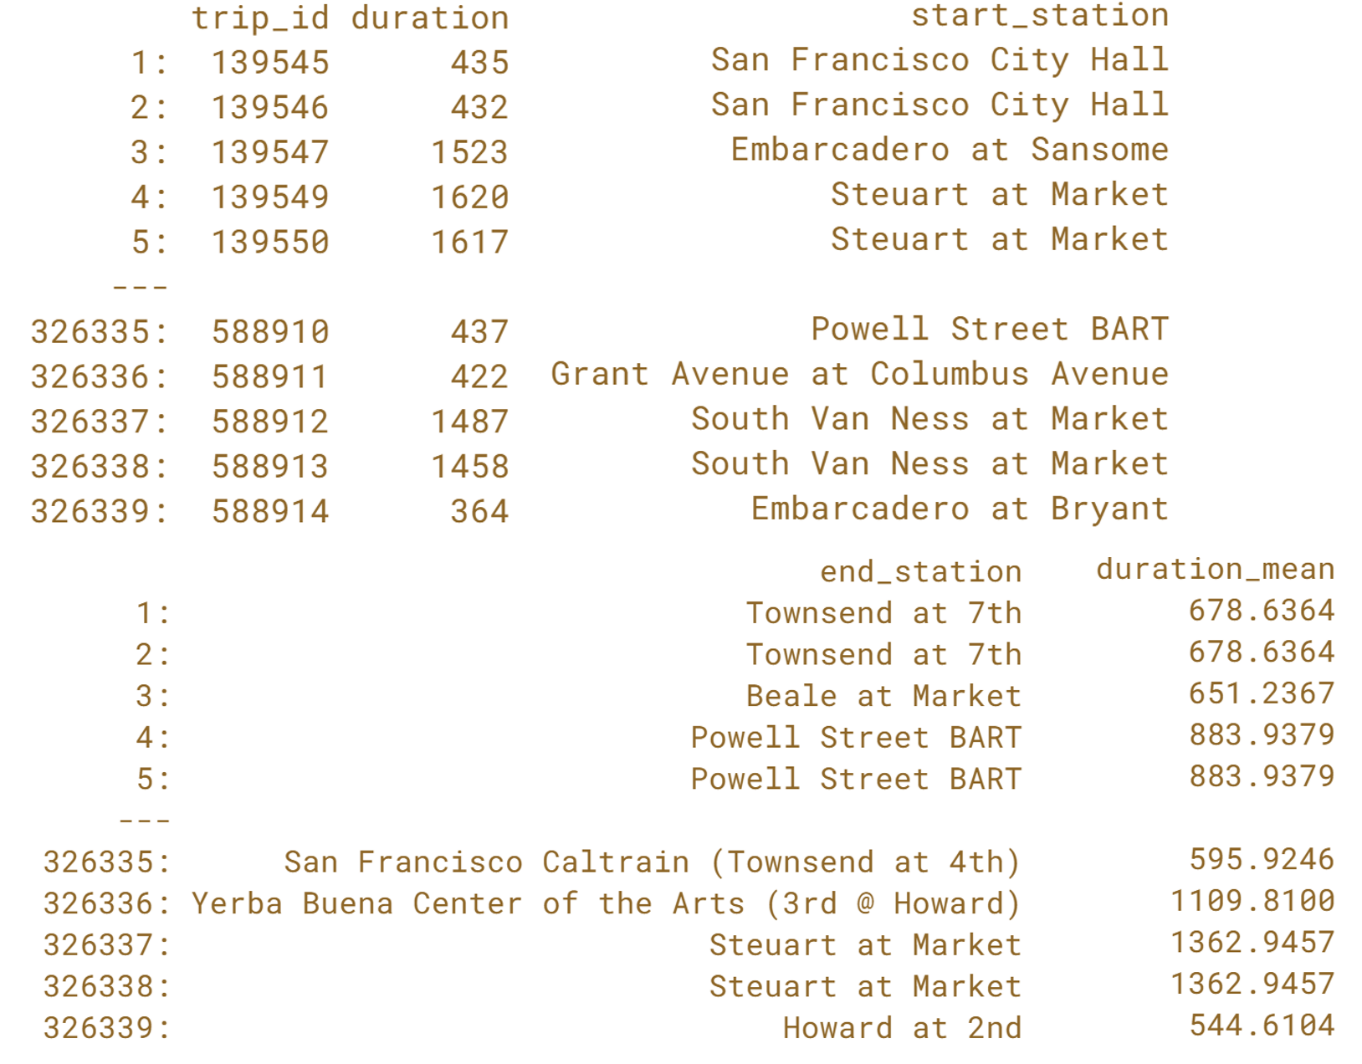 trip_id duration start_station
1: 139545 435 San Francisco City Hall
2: 139546 432 San Francisco City Hall
3: 139547 1523 Embarcadero at Sansome
4: 139549 1620 Steuart at Market
5: 139550 1617 Steuart at Market
---
326335: 588910 437 Powell Street BART
326336: 588911 422 Grant Avenue at Columbus Avenue
326337: 588912 1487 South Van Ness at Market
326338: 588913 1458 South Van Ness at Market
326339: 588914 364 Embarcadero at Bryant
end_station duration_mean
1: Townsend at 7th 678.6364
2: Townsend at 7th 678.6364
3: Beale at Market 651.2367
4: Powell Street BART 883.9379
5: Powell Street BART 883.9379
---
326335: San Francisco Caltrain (Townsend at 4th) 595.9246
326336: Yerba Buena Center of the Arts (3rd @ Howard) 1109.8100
326337: Steuart at Market 1362.9457
326338: Steuart at Market 1362.9457
326339: Howard at 2nd 544.6104